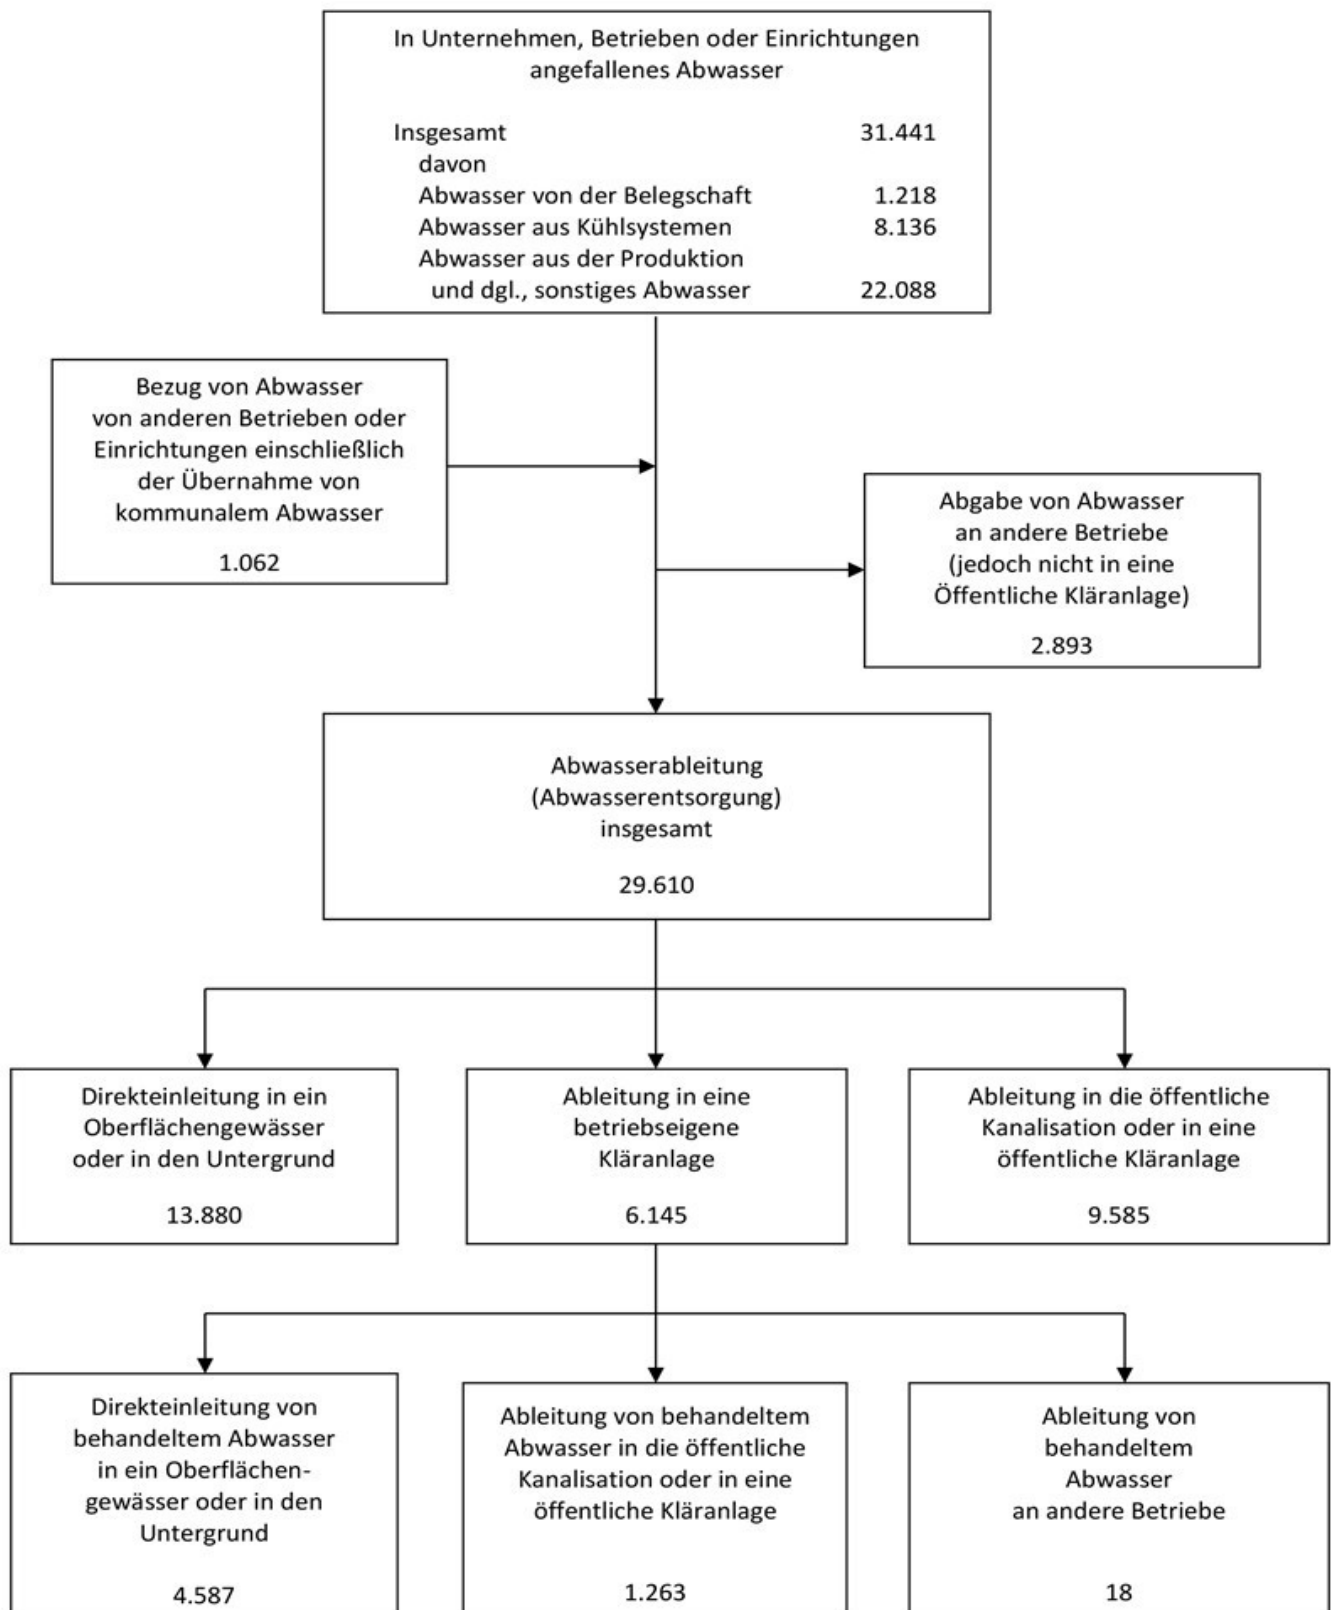 In Unternehmen, Betrieben oder Einrichtungen
angefallenes Abwasser
Insgesamt 31.441
davon
Abwasser von der Belegschaft 1.218
Abwasser aus Kühlsystemen 8.136
Abwasser aus der Produktion
und dgl., sonstiges Abwasser 22.088
Bezug von Abwasser
von anderen Betrieben oder
Einrichtungen einschließlich
der Übernahme von
kommunalem Abwasser
1.062
Abgabe von Abwasser
an andere Betriebe
(jedoch nicht in eine
Öffentliche Kläranlage)
2.893
Abwasserableitung
(Abwasserentsorgung)
insgesamt
29.610
Direkteinleitung in ein
Oberflächengewässer
oder in den Untergrund
13.880
Ableitung in eine
betriebseigene
Kläranlage
6.145
Ableitung in die öffentliche
Kanalisation oder in eine
öffentliche Kläranlage
9.585
Direkteinleitung von
behandeltem Abwasser
in ein Oberflächen-
gewässer oder in den
Untergrund
4.587
Ableitung von behandeltem
Abwasser in die öffentliche
Kanalisation oder in eine
öffentliche Kläranlage
1.263
Ableitung von
behandeltem
Abwasser
an andere Betriebe
18